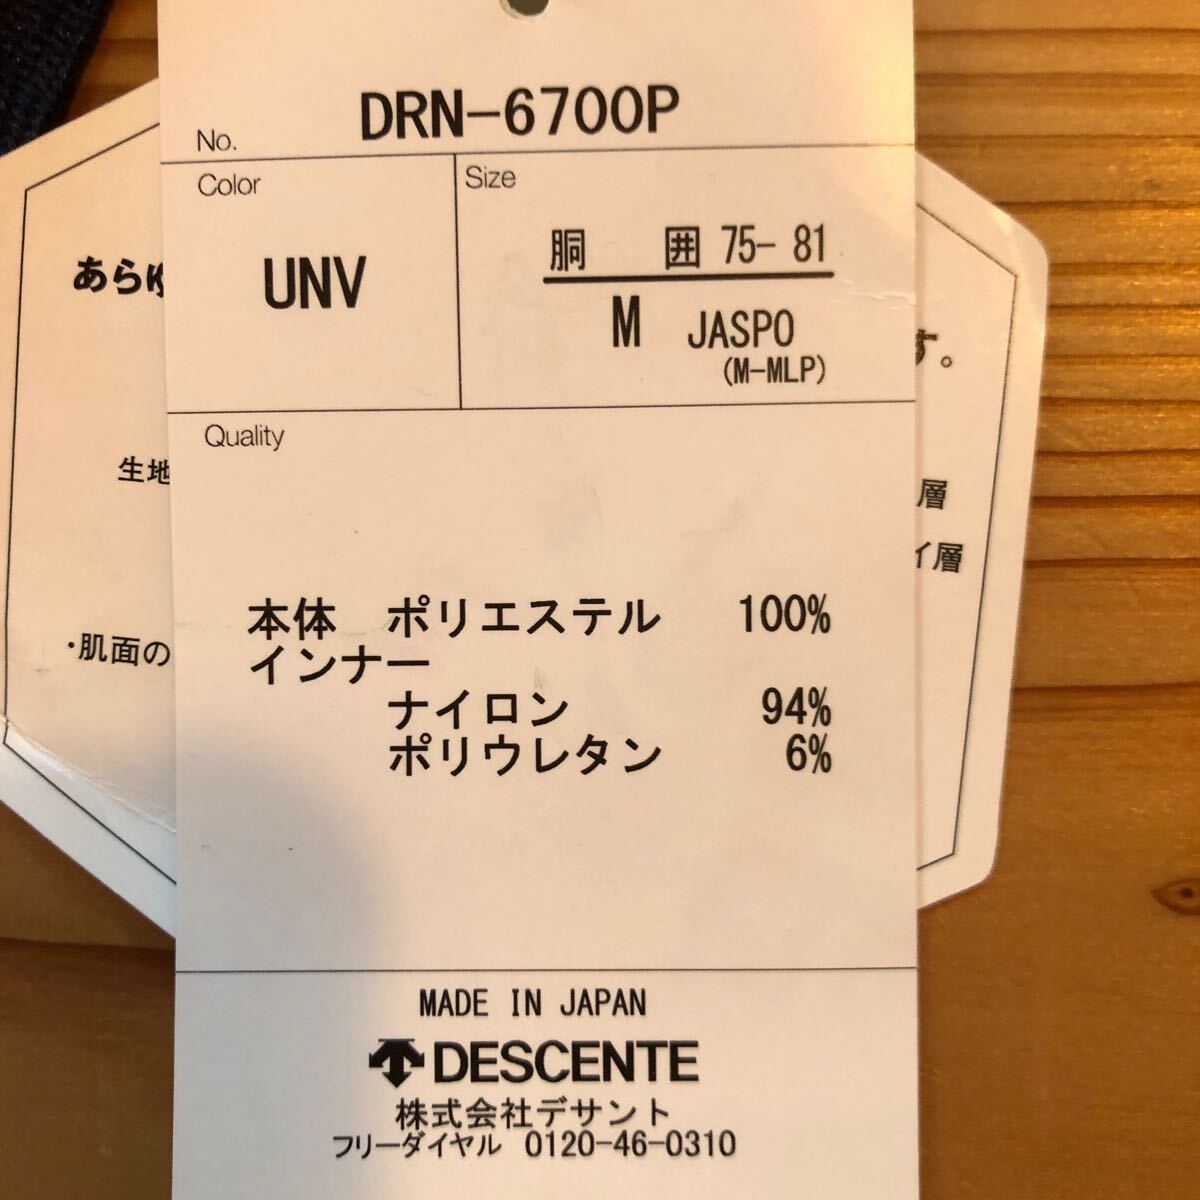 No. DRN-6700P
Color
UNV
Size
胴 囲 75- 81
M JASPO
(M-MLP)
Quality
本体 ポリエステル 100%
インナー
ナイロン 94%
ポリウレタン 6%
MADE IN JAPAN
DESCENTE
株式会社デサント
フリーダイヤル 0120-46-0310
あらゆ
す。
生地
層
イ層
・肌面の